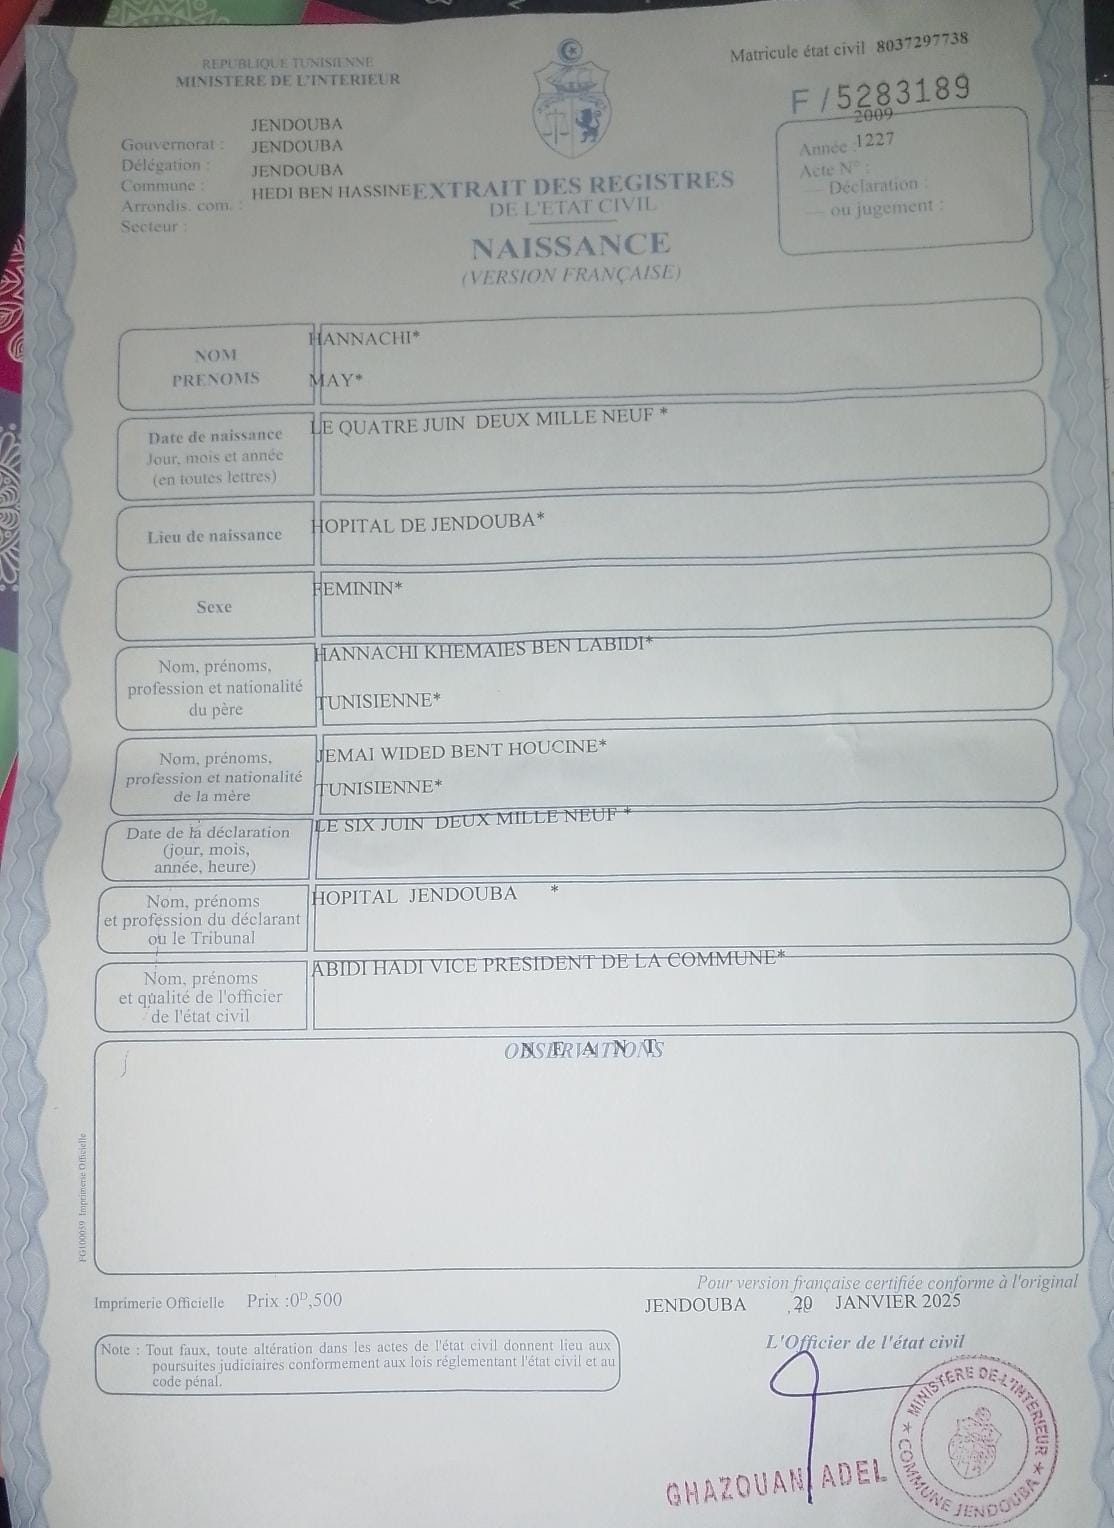 REPUBLIQUE TUNISIENNE
MINISTERE DE L'INTERIEUR
Matricule état civil 8037297738
F / 5283189
JENDOUBA
Gouvernorat : JENDOUBA
Délégation : JENDOUBA
Commune : HEDI BEN HASSINE
Arrondis. com. :
Secteur :
EXTRAIT DES REGISTRES
DE L'ETAT CIVIL
NAISSANCE
(VERSION FRANÇAISE)
2009
Année : 1227
Acte N° :
— Déclaration :
— ou jugement :
NOM HANNACHI*
PRENOMS MAY*
Date de naissance LE QUATRE JUIN DEUX MILLE NEUF *
Jour, mois et année
(en toutes lettres)
Lieu de naissance HOPITAL DE JENDOUBA*
Sexe FEMININ*
Nom, prénoms, HANNACHI KHEMAIES BEN LABIDI*
profession et nationalité TUNISIENNE*
du père
Nom, prénoms, JEMAI WIDED BENT HOUCINE*
profession et nationalité TUNISIENNE*
de la mère
Date de la déclaration LE SIX JUIN DEUX MILLE NEUF *
(jour, mois,
année, heure)
Nom, prénoms HOPITAL JENDOUBA *
et profession du déclarant
ou le Tribunal
Nom, prénoms ABIDI HADI VICE PRESIDENT DE LA COMMUNE*
et qualité de l'officier
de l'état civil
OBSERVATIONS
N E A N T
FG100059 Imprimerie Officielle
Imprimerie Officielle Prix :0ᴰ,500
Pour version française certifiée conforme à l'original
JENDOUBA ,20 JANVIER 2025
L'Officier de l'état civil
Note : Tout faux, toute altération dans les actes de l'état civil donnent lieu aux
poursuites judiciaires conformement aux lois réglementant l'état civil et au
code pénal.
GHAZOUANI ADEL
★ MINISTERE DE L'INTERIEUR ★
COMMUNE JENDOUBA